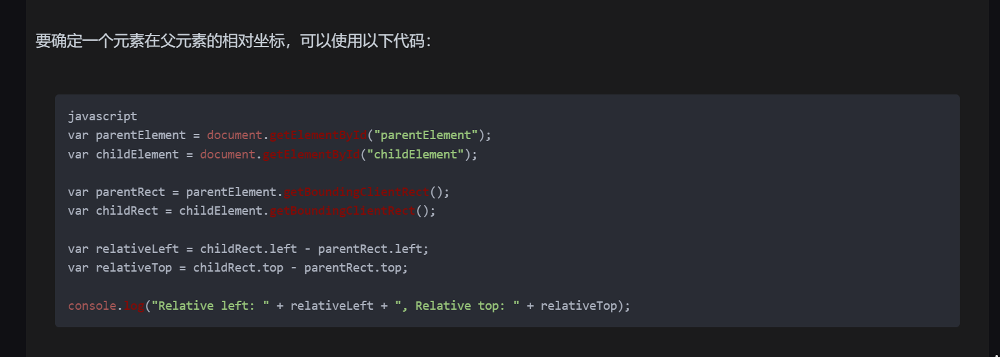 要确定一个元素在父元素的相对坐标，可以使用以下代码：
javascript
var parentElement = document.getElementById("parentElement");
var childElement = document.getElementById("childElement");
var parentRect = parentElement.getBoundingClientRect();
var childRect = childElement.getBoundingClientRect();
var relativeLeft = childRect.left - parentRect.left;
var relativeTop = childRect.top - parentRect.top;
console.log("Relative left: " + relativeLeft + ", Relative top: " + relativeTop);